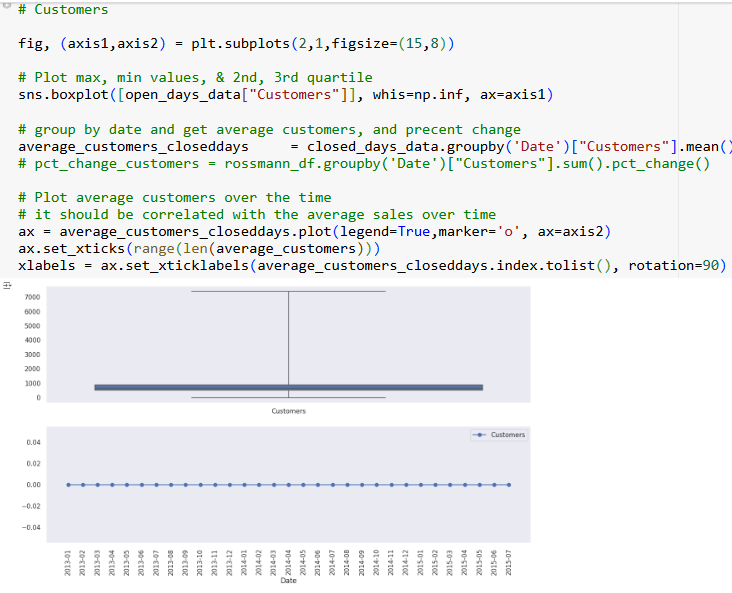 # Customers
fig, (axis1,axis2) = plt.subplots(2,1,figsize=(15,8))
# Plot max, min values, & 2nd, 3rd quartile
sns.boxplot([open_days_data["Customers"]], whis=np.inf, ax=axis1)
# group by date and get average customers, and precent change
average_customers_closeddays     = closed_days_data.groupby('Date')["Customers"].mean()
# pct_change_customers = rossmann_df.groupby('Date')["Customers"].sum().pct_change()
# Plot average customers over the time
# it should be correlated with the average sales over time
ax = average_customers_closeddays.plot(legend=True,marker='o', ax=axis2)
ax.set_xticks(range(len(average_customers)))
xlabels = ax.set_xticklabels(average_customers_closeddays.index.tolist(), rotation=90)
7000
6000
5000
4000
3000
2000
1000
0
Customers
Customers
0.04
0.02
0.00
−0.02
−0.04
2013-01
2013-02
2013-03
2013-04
2013-05
2013-06
2013-07
2013-08
2013-09
2013-10
2013-11
2013-12
2014-01
2014-02
2014-03
2014-04
2014-05
2014-06
2014-07
2014-08
2014-09
2014-10
2014-11
2014-12
2015-01
2015-02
2015-03
2015-04
2015-05
2015-06
2015-07
Date